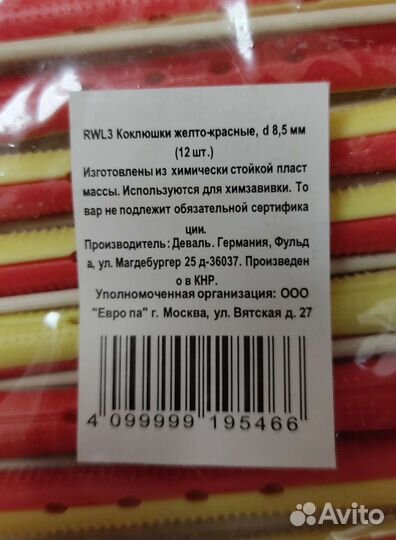 RWL3 Коклюшки желто-красные, d 8,5 мм
(12 шт.)
Изготовлены из химически стойкой пласт
массы. Используются для химзавивки. То
вар не подлежит обязательной сертифика
ции.
Производитель: Деваль. Германия, Фульд
а, ул. Магдебургер 25 д-36037. Произведен
о в КНР.
Уполномоченная организация: ООО
"Евро па" г. Москва, ул. Вятская д. 27
4 099999 195466
Avito